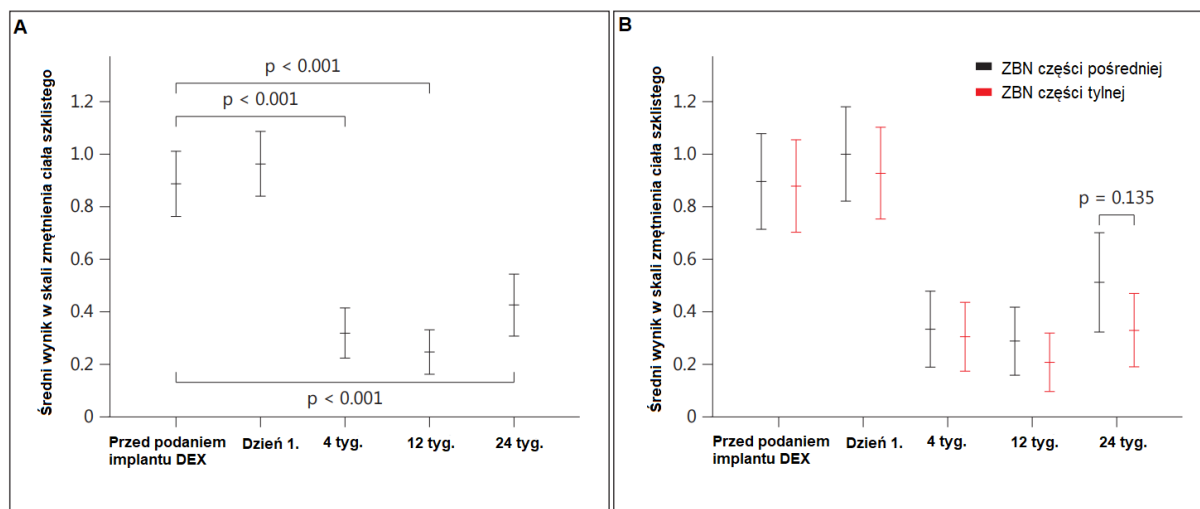 A
Średni wynik w skali zmętnienia ciała szklistego
1.2
1.0
0.8
0.6
0.4
0.2
0
p < 0.001
p < 0.001
p < 0.001
Przed podaniem
implantu DEX
Dzień 1.
4 tyg.
12 tyg.
24 tyg.
B
Średni wynik w skali zmętnienia ciała szklistego
1.2
1.0
0.8
0.6
0.4
0.2
0
ZBN części pośredniej
ZBN części tylnej
p = 0.135
Przed podaniem
implantu DEX
Dzień 1.
4 tyg.
12 tyg.
24 tyg.